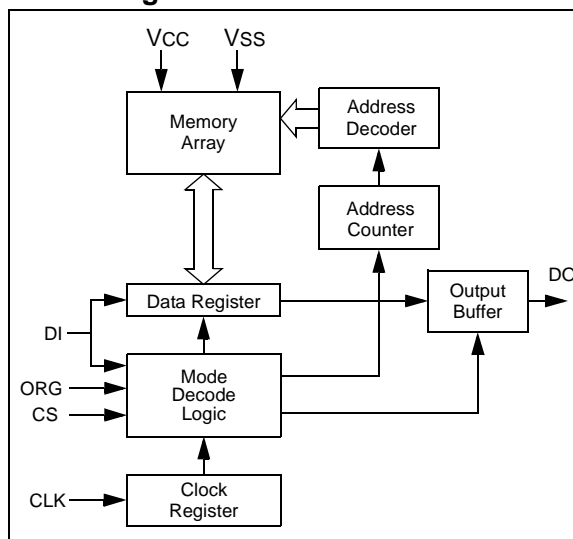 VCC VSS
Memory
Array
Address
Decoder
Address
Counter
Data Register
Output
Buffer
DO
DI
Mode
Decode
Logic
ORG
CS
CLK
Clock
Register